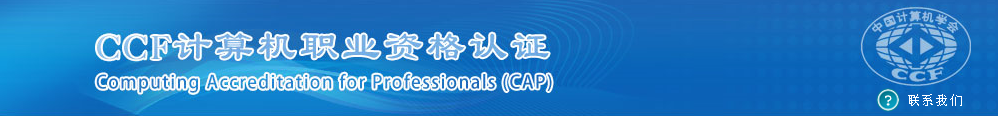 CCF计算机职业资格认证
Computing Accreditation for Professionals (CAP)
中国计算机学会
CCF
? 联系我们